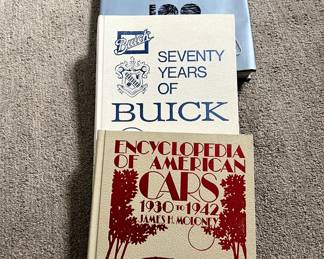 Buick
SEVENTY
YEARS OF
BUICK
ENCYCLOPEDIA
OF AMERICAN
CARS
1930 TO 1942
JAMES H. MOLONEY